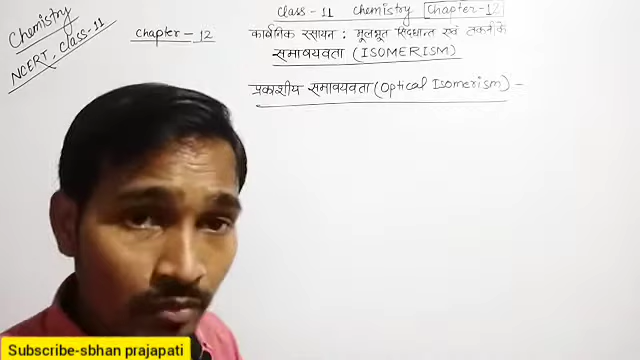 Chemistry
NCERT, class-11
Chapter - 12
Class - 11 Chemistry Chapter-12
कार्बनिक रसायन : मूलभूत सिद्धान्त एवं तकनीकें
समावयवता (ISOMERISM)
प्रकाशीय समावयवता (Optical Isomerism) -
Subscribe-sbhan prajapati